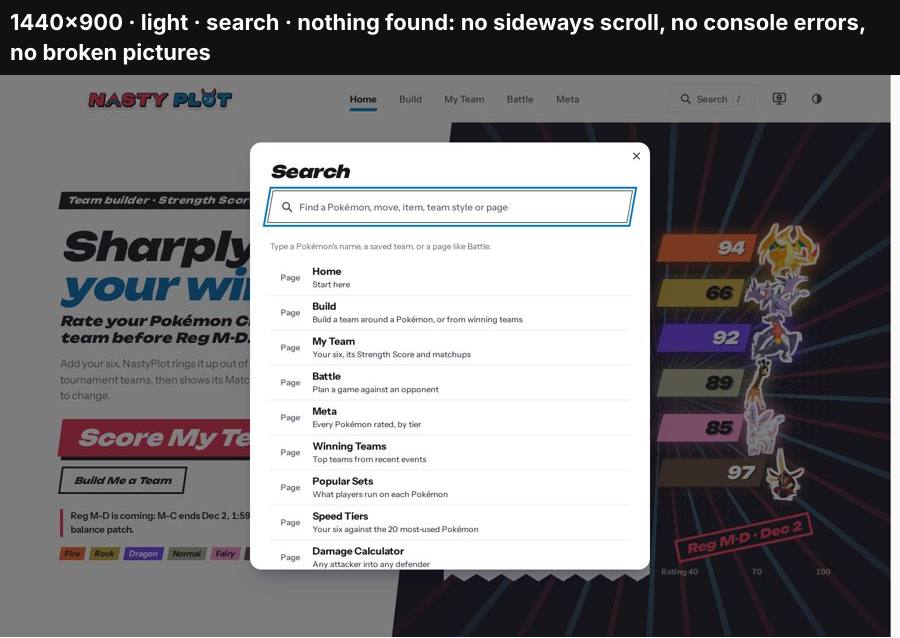 1440×900 · light · search · nothing found: no sideways scroll, no console errors,
no broken pictures
NASTY PLOT
Home
Build
My Team
Battle
Meta
Search /
Team builder · Strength Scor
Sharply
your wi
Rate your Pokémon C
team before Reg M-D.
Add your six. NastyPlot rings it up out of
tournament teams, then shows its Matc
to change.
Score My Te
Build Me a Team
Reg M-D is coming: M-C ends Dec 2, 1:59
balance patch.
Fire
Rock
Dragon
Normal
Fairy
Search
Find a Pokémon, move, item, team style or page
Type a Pokémon's name, a saved team, or a page like Battle.
Page
Home
Start here
Page
Build
Build a team around a Pokémon, or from winning teams
Page
My Team
Your six, its Strength Score and matchups
Page
Battle
Plan a game against an opponent
Page
Meta
Every Pokémon rated, by tier
Page
Winning Teams
Top teams from recent events
Page
Popular Sets
What players run on each Pokémon
Page
Speed Tiers
Your six against the 20 most-used Pokémon
Page
Damage Calculator
Any attacker into any defender
94
66
92
89
85
97
Reg M-D · Dec 2
Rating 40
70
100